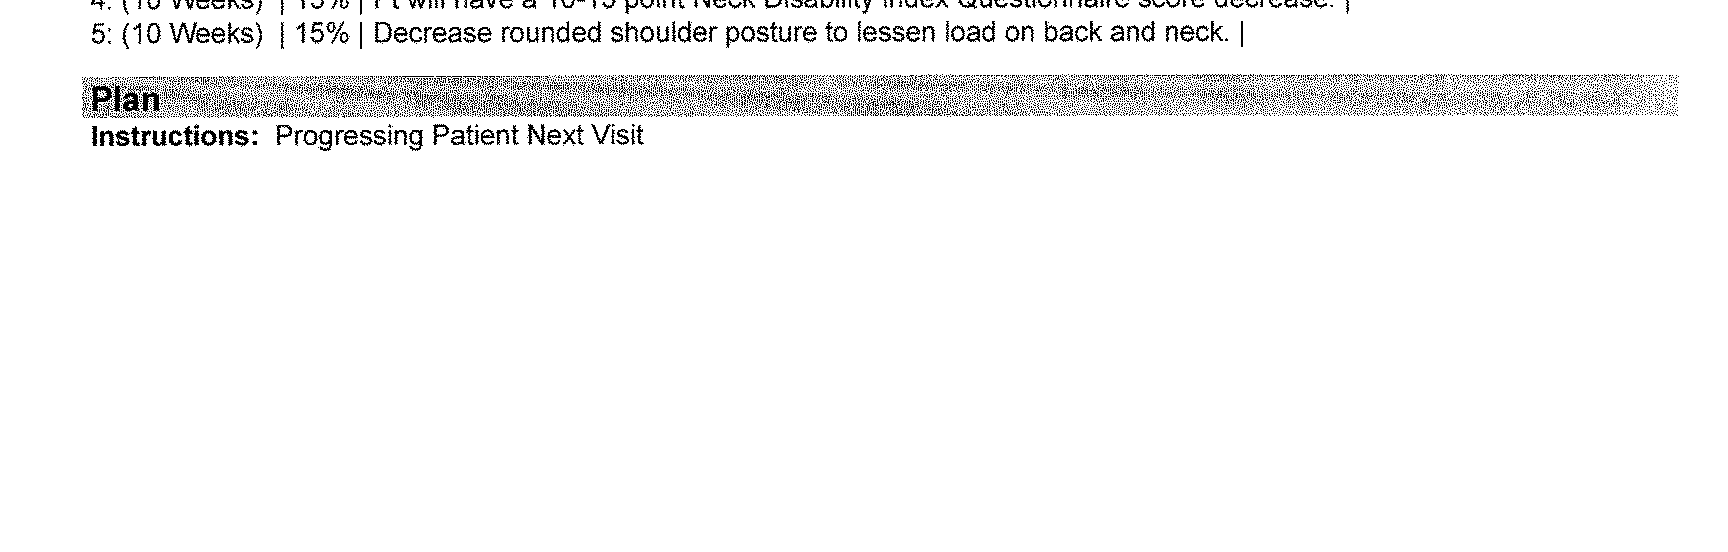 4: (10 Weeks) | 15% | Pt will have a 10-15 point Neck Disability Index Questionnaire score decrease. |
5: (10 Weeks) | 15% | Decrease rounded shoulder posture to lessen load on back and neck. |
Plan
Instructions: Progressing Patient Next Visit